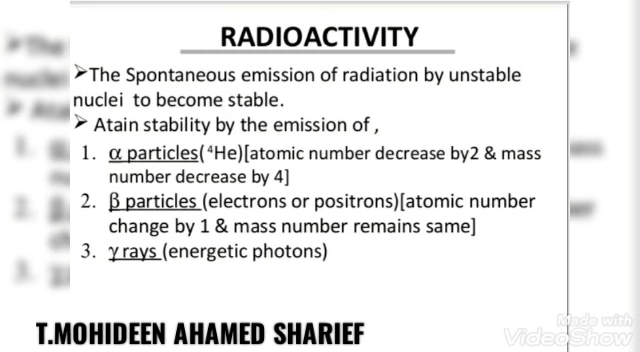 RADIOACTIVITY
➢The Spontaneous emission of radiation by unstable
nuclei to become stable.
➢ Atain stability by the emission of ,
1. α particles(⁴He)[atomic number decrease by2 & mass
number decrease by 4]
2. β particles (electrons or positrons)[atomic number
change by 1 & mass number remains same]
3. γ rays (energetic photons)
T.MOHIDEEN AHAMED SHARIEF
Made with
VideoShow